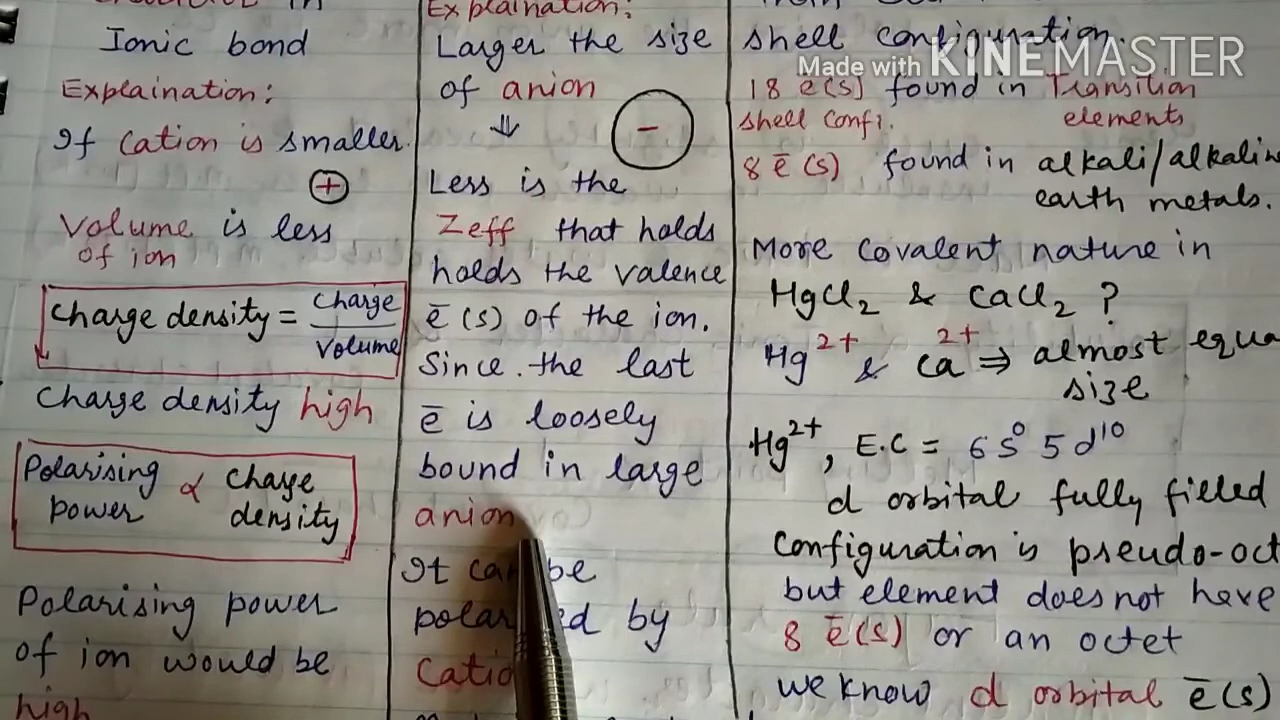 Ionic bond
Explaination:
If Cation is smaller.
+
Volume is less
of ion
Charge density = Charge
Volume
Charge density high
Polarising power ∝ Charge density
Polarising power
of ion would be
high
Explaination:
Larger the size
of anion
⇓
−
Less is the
Zeff that holds
holds the valence
ē(s) of the ion.
Since the last
ē is loosely
bound in large
anion
It can be
by
shell configuration.
Made with KINEMASTER
18 ē(s) found in Transition
shell confi. elements
8 ē(s) found in alkali/alkaline
earth metals.
More Covalent nature in
HgCl₂ & CaCl₂ ?
Hg²⁺ & Ca²⁺ ⇒ almost equa
size
Hg²⁺, E.C = 6S⁰ 5d¹⁰
d orbital fully filled
Configuration is pseudo-oct
but element does not have
8 ē(s) or an octet
we know d orbital ē(s)